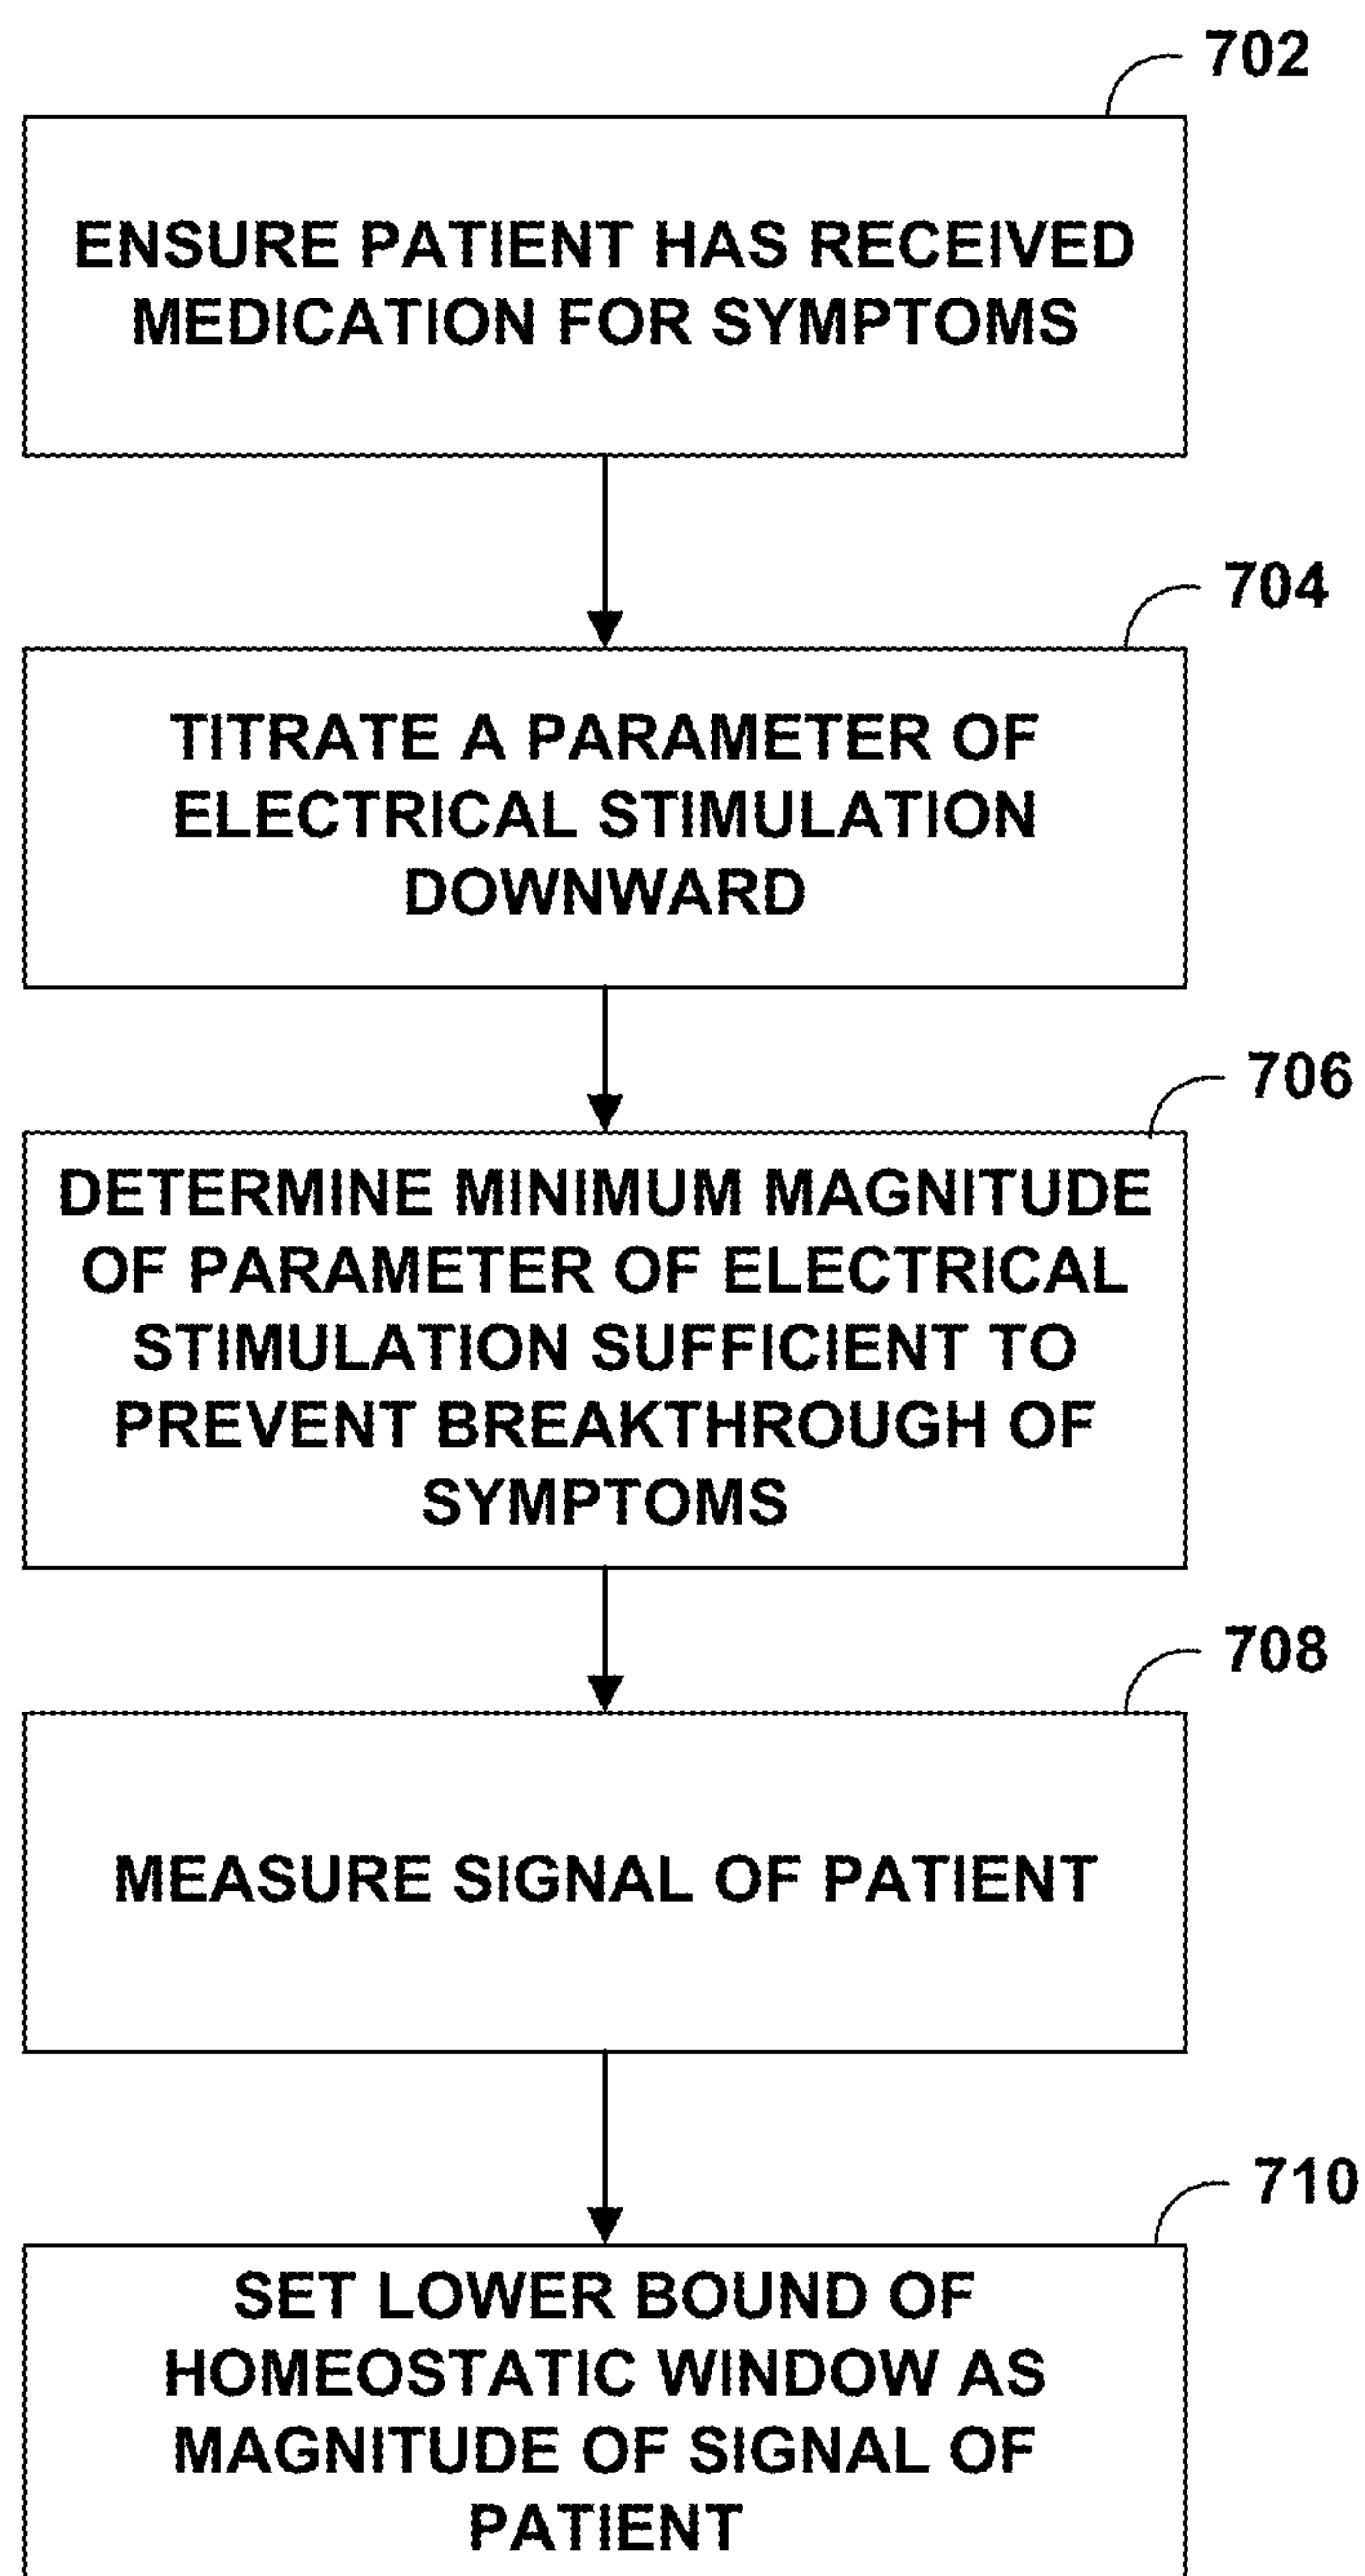 702
ENSURE PATIENT HAS RECEIVED
MEDICATION FOR SYMPTOMS
704
TITRATE A PARAMETER OF
ELECTRICAL STIMULATION
DOWNWARD
706
DETERMINE MINIMUM MAGNITUDE
OF PARAMETER OF ELECTRICAL
STIMULATION SUFFICIENT TO
PREVENT BREAKTHROUGH OF
SYMPTOMS
708
MEASURE SIGNAL OF PATIENT
710
SET LOWER BOUND OF
HOMEOSTATIC WINDOW AS
MAGNITUDE OF SIGNAL OF
PATIENT